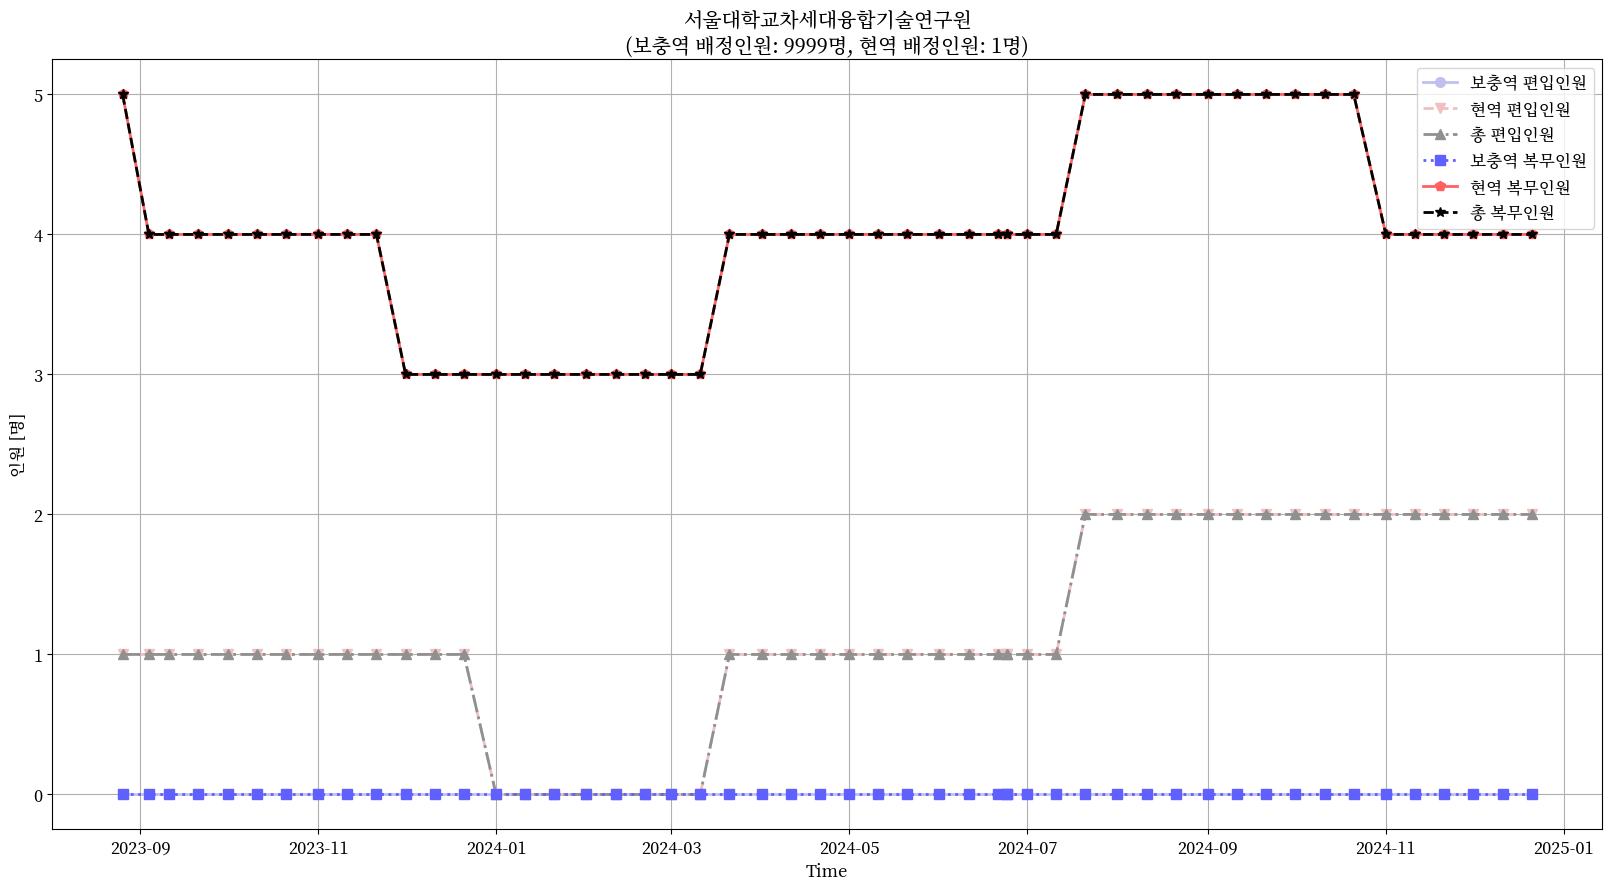 서울대학교차세대융합기술연구원
(보충역 배정인원: 9999명, 현역 배정인원: 1명)
보충역 편입인원
현역 편입인원
총 편입인원
보충역 복무인원
현역 복무인원
총 복무인원
인원 [명]
5
4
3
2
1
0
2023-09
2023-11
2024-01
2024-03
2024-05
2024-07
2024-09
2024-11
2025-01
Time